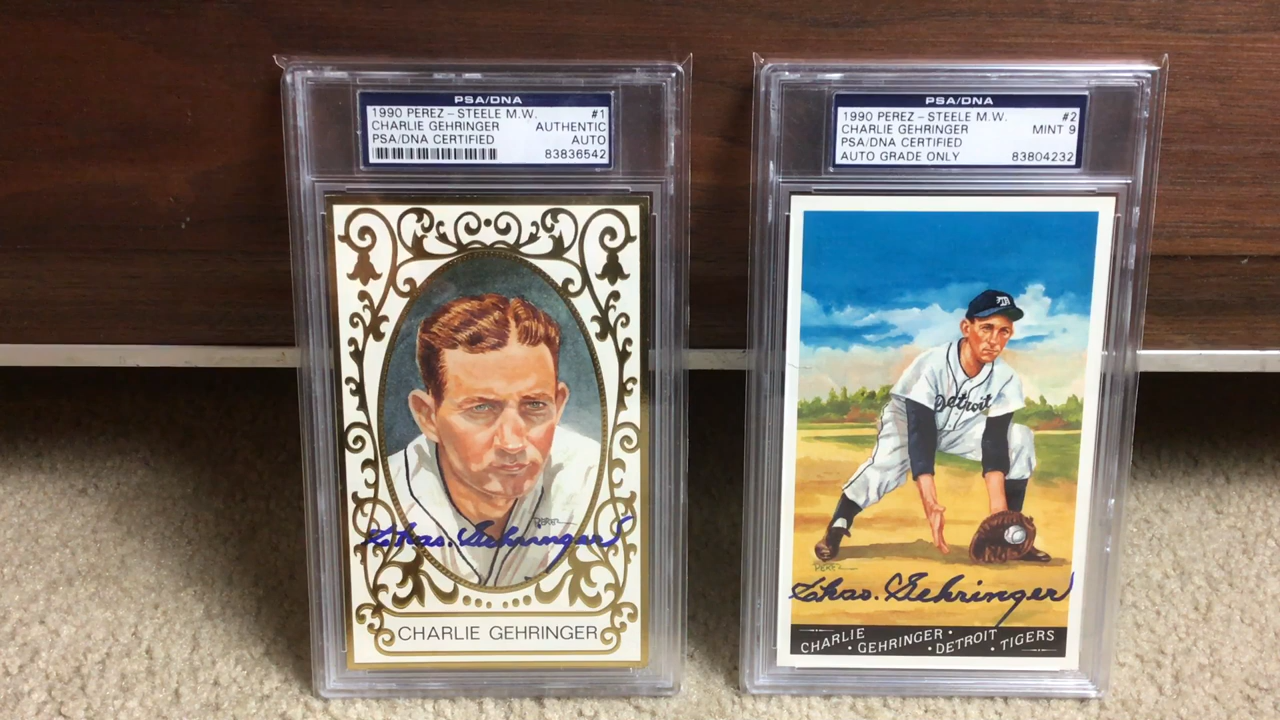 PSA/DNA
1990 PEREZ - STEELE M.W. #1
CHARLIE GEHRINGER AUTHENTIC
PSA/DNA CERTIFIED AUTO
83836542
PEREZ
Chas. Gehringer
CHARLIE GEHRINGER
PSA/DNA
1990 PEREZ - STEELE M.W. #2
CHARLIE GEHRINGER MINT 9
PSA/DNA CERTIFIED
AUTO GRADE ONLY 83804232
Detroit
PEREZ
Chas. Gehringer
CHARLIE GEHRINGER • DETROIT TIGERS